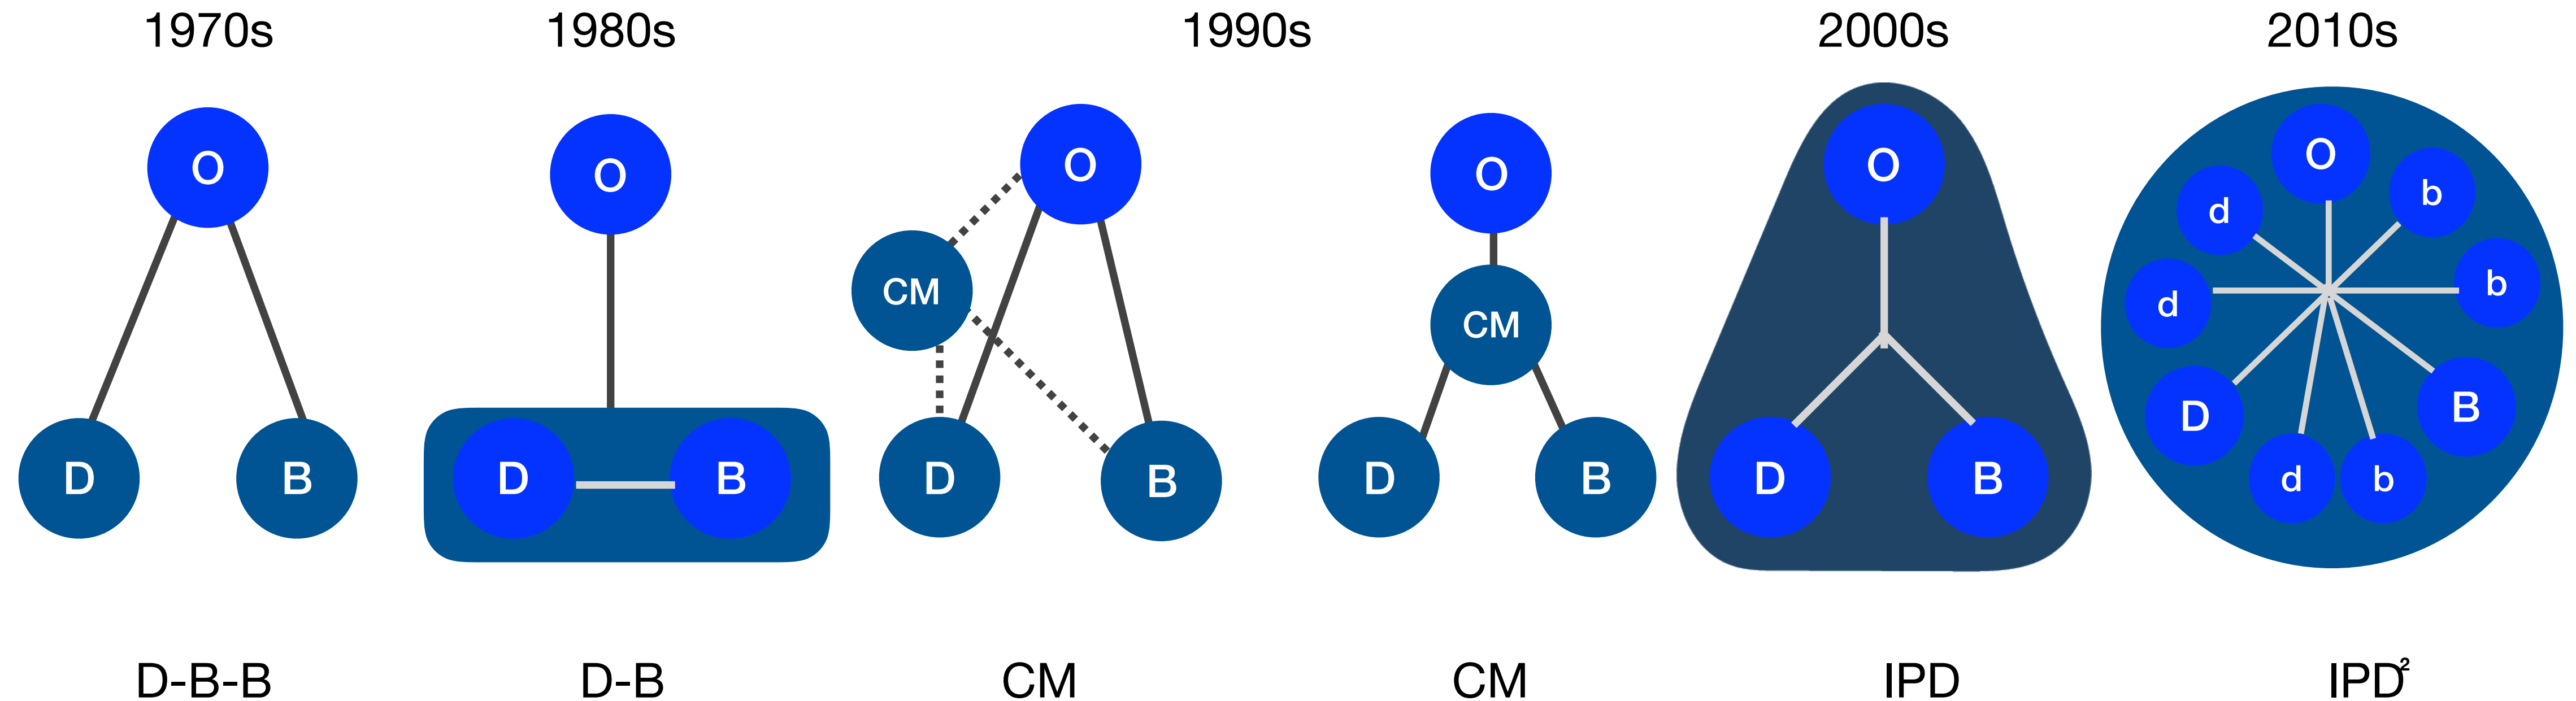 1970s 1980s 1990s 2000s 2010s
O O O O O O
d b
CM CM
d b
D B D B D B D B D B D B
d b
D-B-B D-B CM CM IPD IPD²